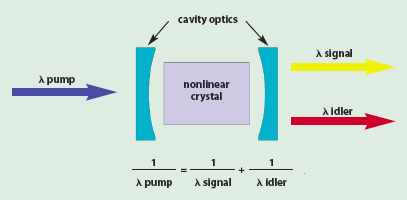 cavity optics
λ pump
nonlinear
crystal
λ signal
λ idler
1 1 1
= +
λ pump λ signal λ idler